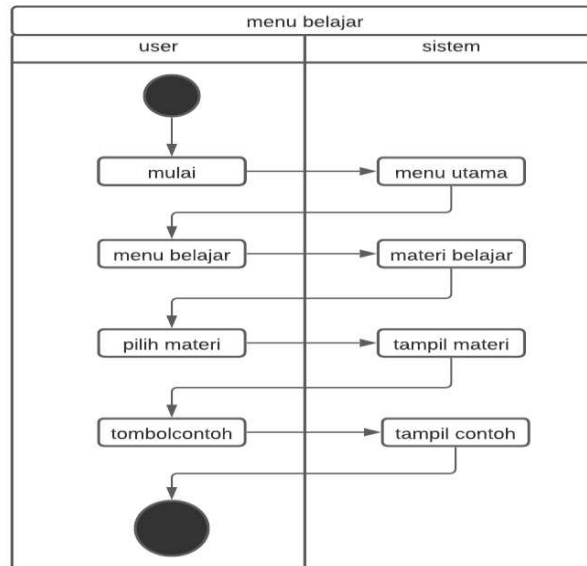 menu belajar
user
sistem
mulai
menu utama
menu belajar
materi belajar
pilih materi
tampil materi
tombolcontoh
tampil contoh